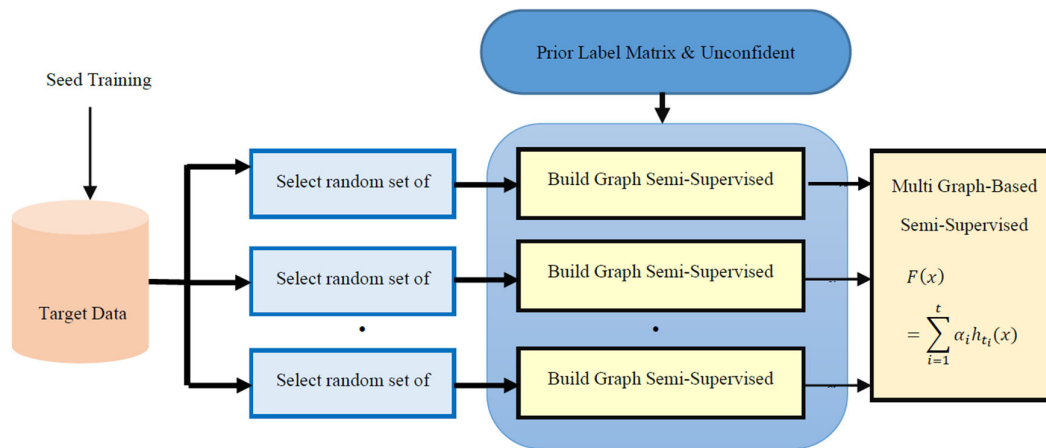 Prior Label Matrix & Unconfident
Seed Training
Select random set of
Build Graph Semi-Supervised
Multi Graph-Based
Semi-Supervised
Target Data
Select random set of
Build Graph Semi-Supervised
F(x)
= \sum_{i=1}^{t} α_i h_{t_i}(x)
Select random set of
Build Graph Semi-Supervised